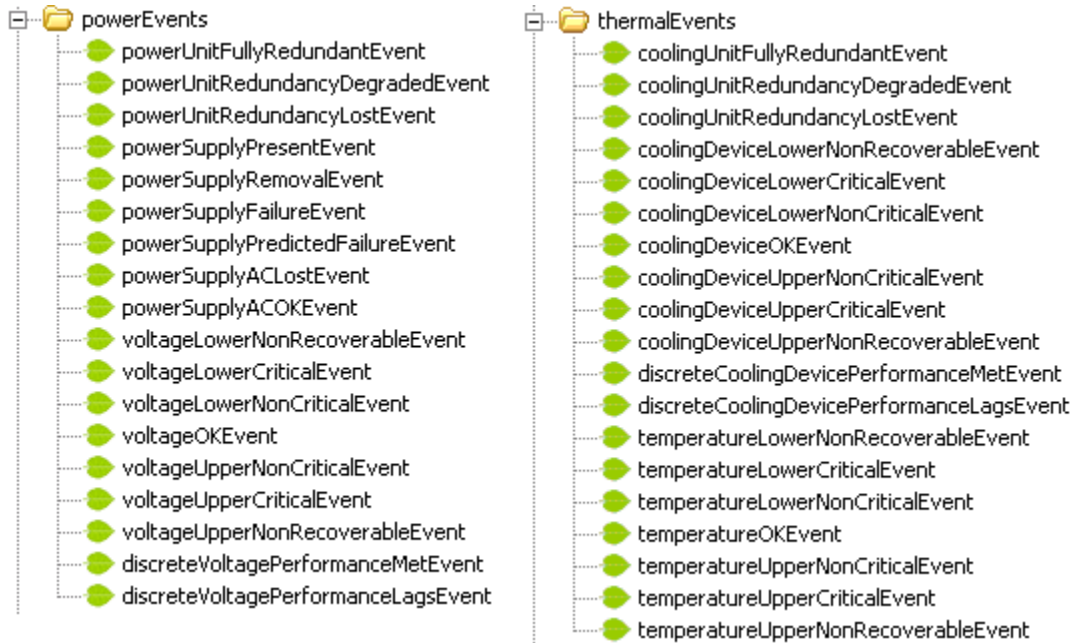 powerEvents
powerUnitFullyRedundantEvent
powerUnitRedundancyDegradedEvent
powerUnitRedundancyLostEvent
powerSupplyPresentEvent
powerSupplyRemovalEvent
powerSupplyFailureEvent
powerSupplyPredictedFailureEvent
powerSupplyACLostEvent
powerSupplyACOKEvent
voltageLowerNonRecoverableEvent
voltageLowerCriticalEvent
voltageLowerNonCriticalEvent
voltageOKEvent
voltageUpperNonCriticalEvent
voltageUpperCriticalEvent
voltageUpperNonRecoverableEvent
discreteVoltagePerformanceMetEvent
discreteVoltagePerformanceLagsEvent
thermalEvents
coolingUnitFullyRedundantEvent
coolingUnitRedundancyDegradedEvent
coolingUnitRedundancyLostEvent
coolingDeviceLowerNonRecoverableEvent
coolingDeviceLowerCriticalEvent
coolingDeviceLowerNonCriticalEvent
coolingDeviceOKEvent
coolingDeviceUpperNonCriticalEvent
coolingDeviceUpperCriticalEvent
coolingDeviceUpperNonRecoverableEvent
discreteCoolingDevicePerformanceMetEvent
discreteCoolingDevicePerformanceLagsEvent
temperatureLowerNonRecoverableEvent
temperatureLowerCriticalEvent
temperatureLowerNonCriticalEvent
temperatureOKEvent
temperatureUpperNonCriticalEvent
temperatureUpperCriticalEvent
temperatureUpperNonRecoverableEvent